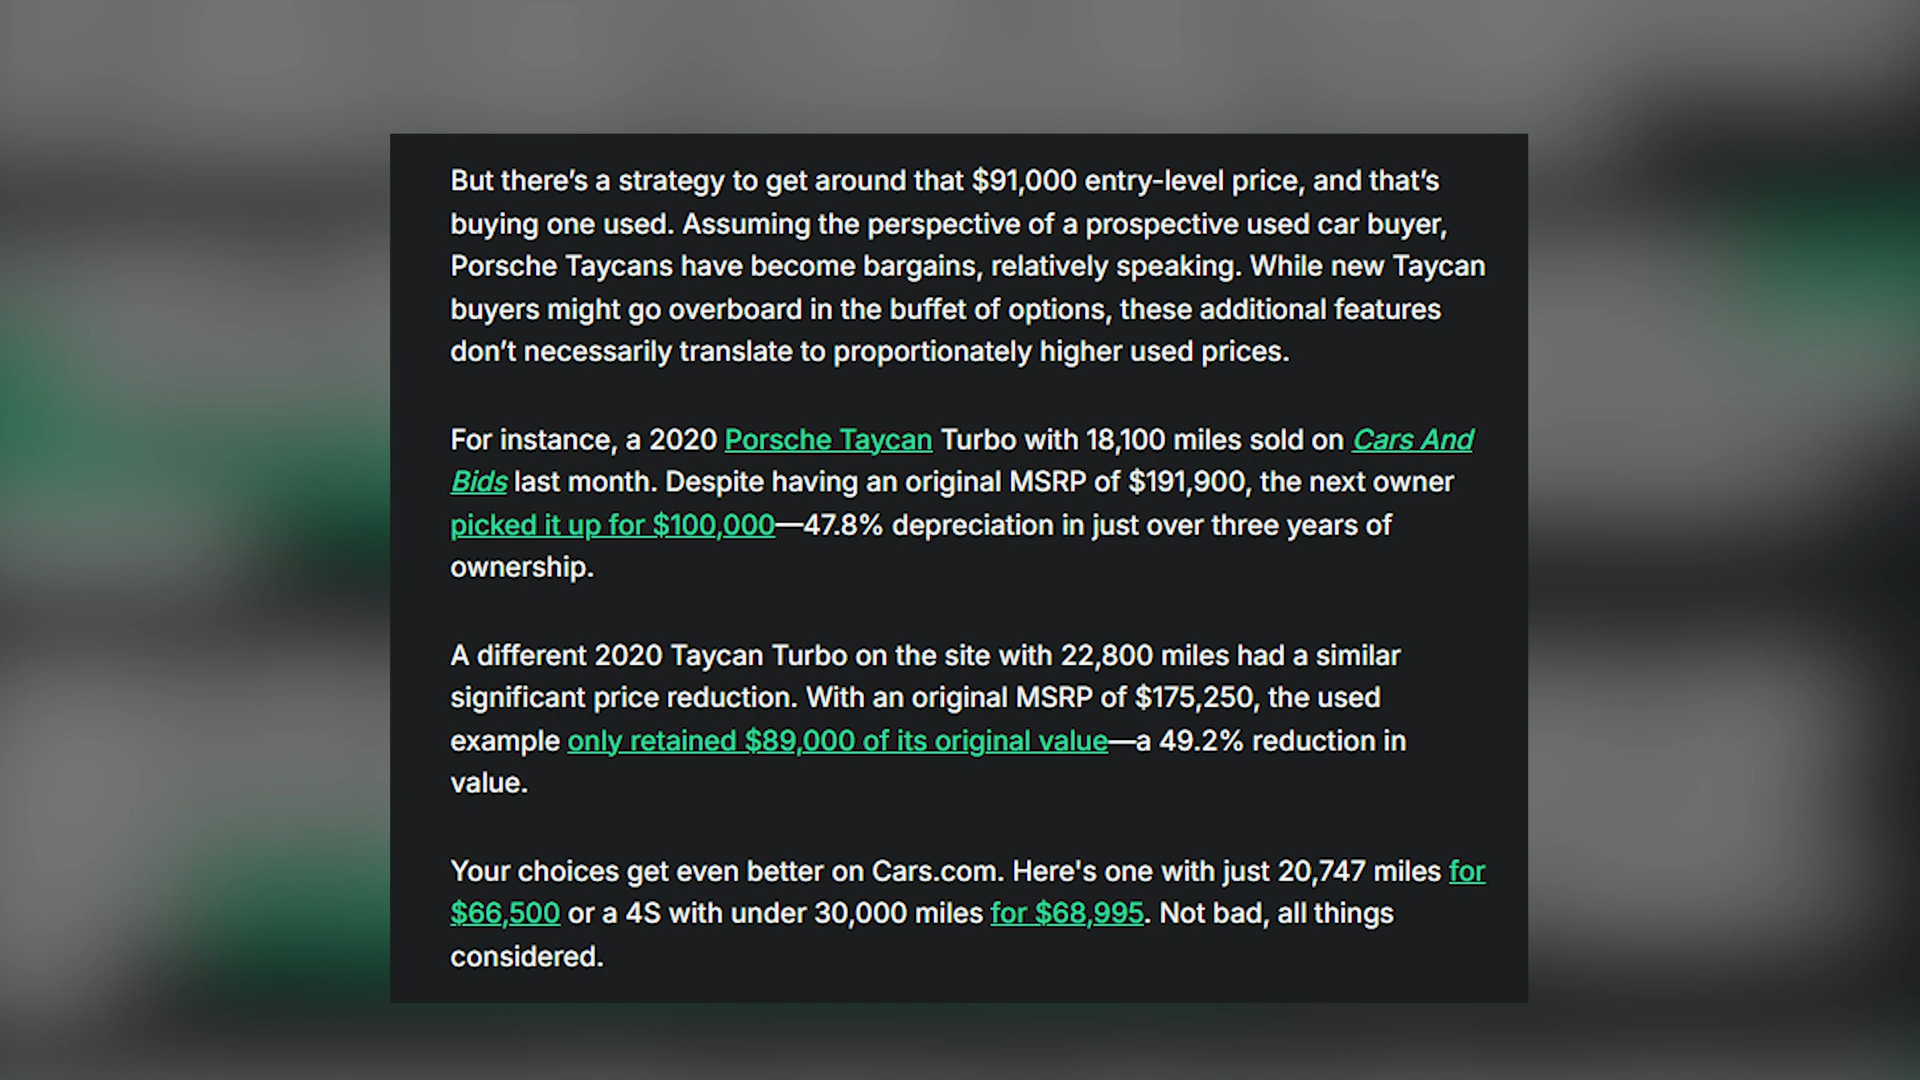 But there’s a strategy to get around that $91,000 entry-level price, and that’s
buying one used. Assuming the perspective of a prospective used car buyer,
Porsche Taycans have become bargains, relatively speaking. While new Taycan
buyers might go overboard in the buffet of options, these additional features
don’t necessarily translate to proportionately higher used prices.
For instance, a 2020 Porsche Taycan Turbo with 18,100 miles sold on Cars And
Bids last month. Despite having an original MSRP of $191,900, the next owner
picked it up for $100,000—47.8% depreciation in just over three years of
ownership.
A different 2020 Taycan Turbo on the site with 22,800 miles had a similar
significant price reduction. With an original MSRP of $175,250, the used
example only retained $89,000 of its original value—a 49.2% reduction in
value.
Your choices get even better on Cars.com. Here's one with just 20,747 miles for
$66,500 or a 4S with under 30,000 miles for $68,995. Not bad, all things
considered.